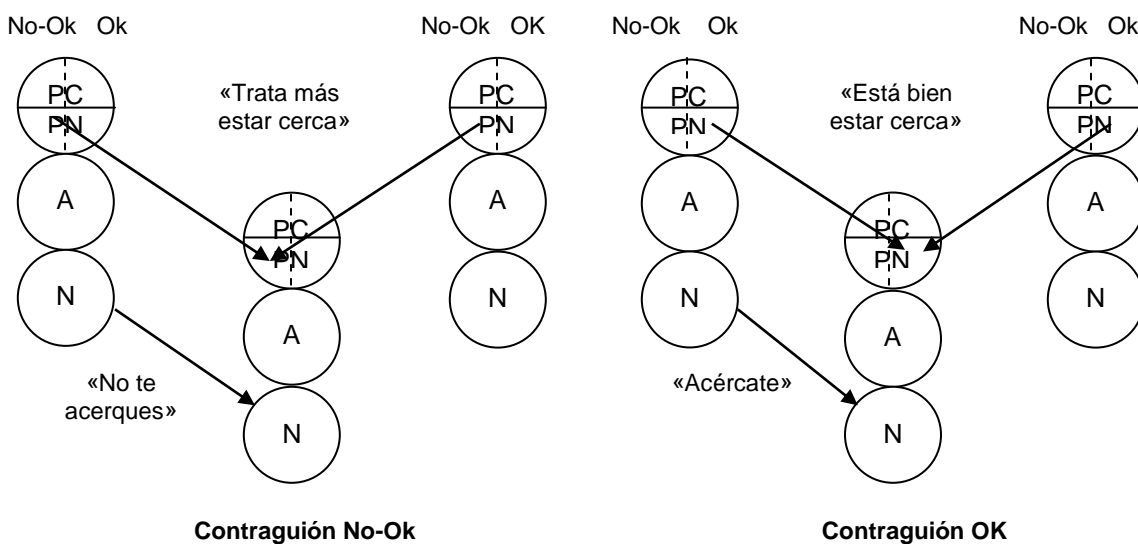 No-Ok Ok
No-Ok OK
No-Ok Ok
No-Ok Ok
PC
PN
A
N
«Trata más
estar cerca»
PC
PN
A
N
PC
PN
A
N
«No te
acerques»
PC
PN
A
N
«Está bien
estar cerca»
PC
PN
A
N
PC
PN
A
N
«Acércate»
Contraguión No-Ok
Contraguión OK